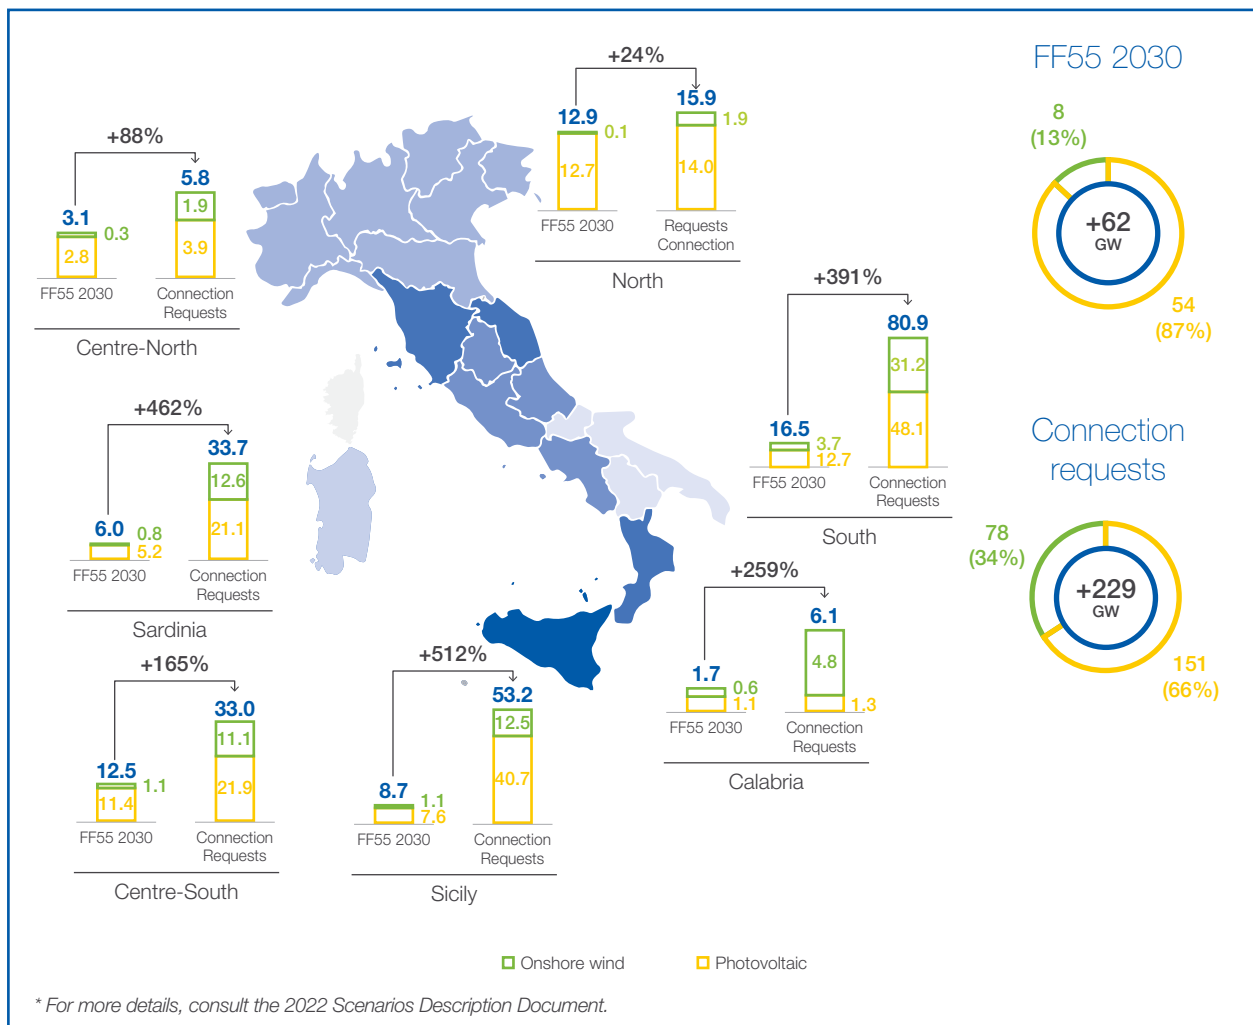 +24%
12.9
0.1
12.7
FF55 2030
15.9
1.9
14.0
Requests
Connection
North
FF55 2030
8
(13%)
+62
GW
54
(87%)
+88%
3.1
0.3
2.8
FF55 2030
5.8
1.9
3.9
Connection
Requests
Centre-North
+391%
16.5
3.7
12.7
FF55 2030
80.9
31.2
48.1
Connection
Requests
South
+462%
6.0
0.8
5.2
FF55 2030
33.7
12.6
21.1
Connection
Requests
Sardinia
Connection
requests
78
(34%)
+229
GW
151
(66%)
+259%
1.7
0.6
1.1
FF55 2030
6.1
4.8
1.3
Connection
Requests
Calabria
+165%
12.5
1.1
11.4
FF55 2030
33.0
11.1
21.9
Connection
Requests
Centre-South
+512%
8.7
1.1
7.6
FF55 2030
53.2
12.5
40.7
Connection
Requests
Sicily
Onshore wind
Photovoltaic
* For more details, consult the 2022 Scenarios Description Document.